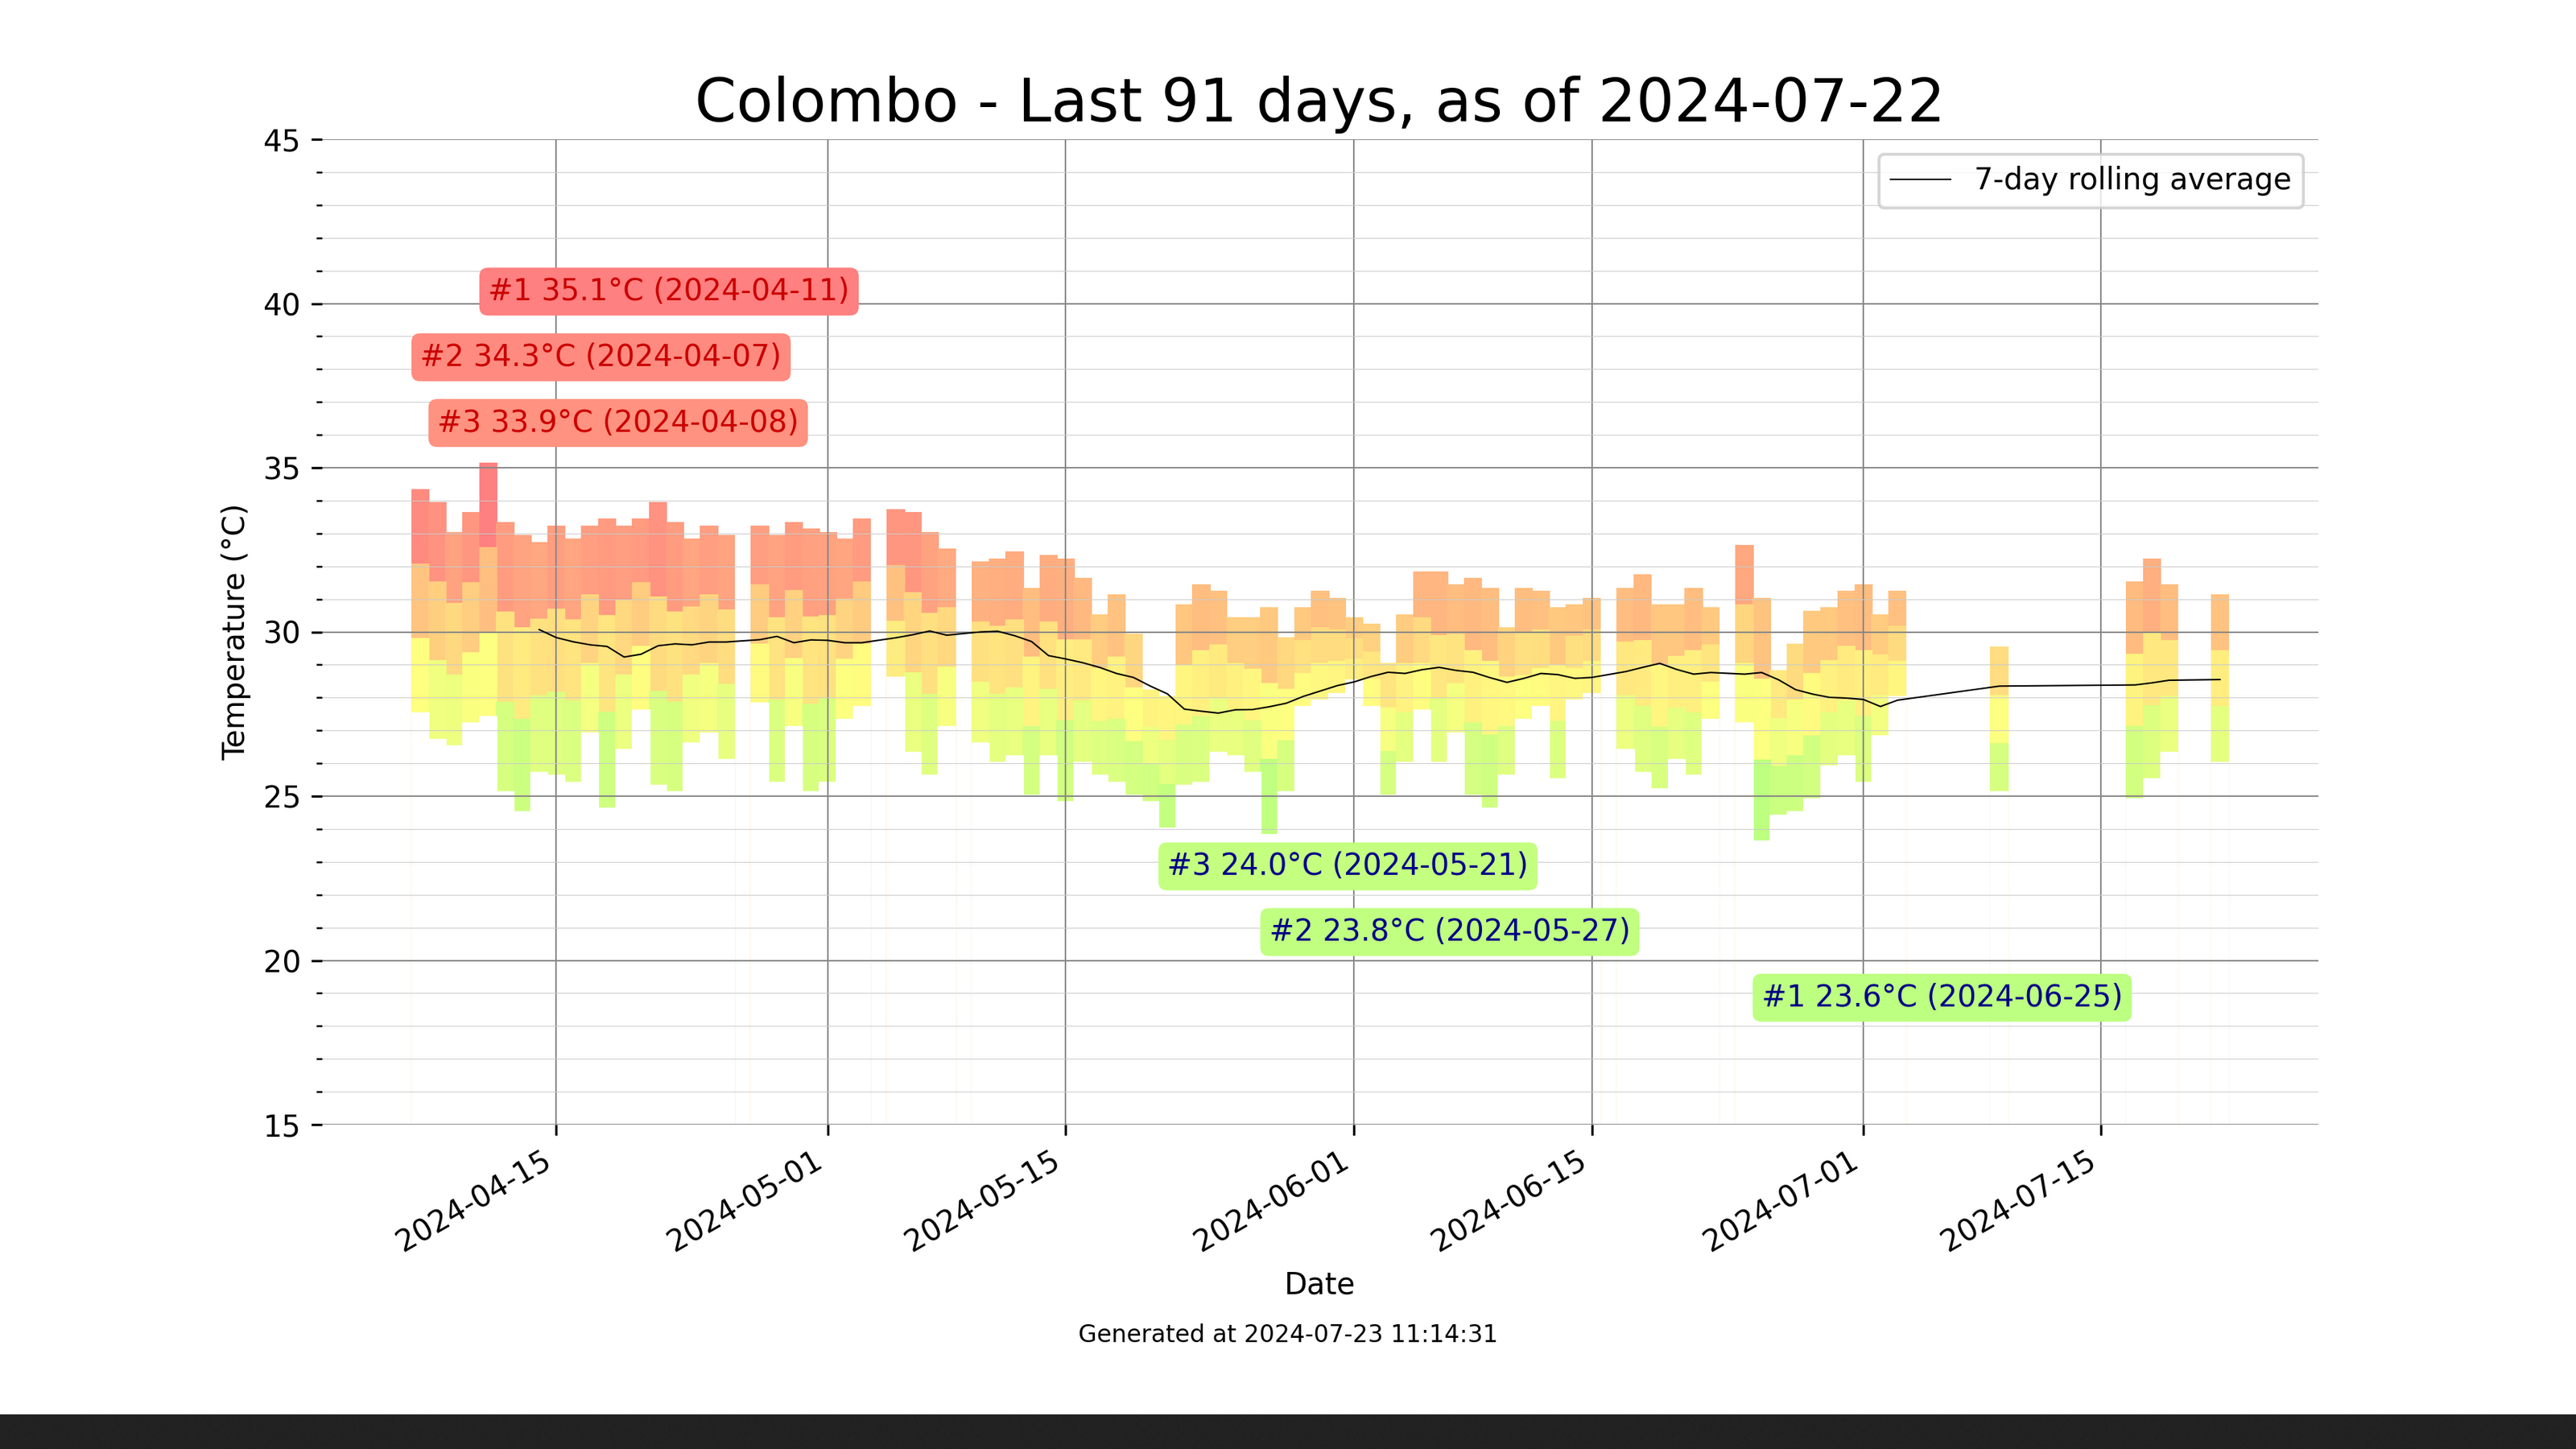 Colombo - Last 91 days, as of 2024-07-22
45
7-day rolling average
#1 35.1°C (2024-04-11)
40
#2 34.3°C (2024-04-07)
#3 33.9°C (2024-04-08)
35
Temperature (°C)
30
25
#3 24.0°C (2024-05-21)
#2 23.8°C (2024-05-27)
20
#1 23.6°C (2024-06-25)
15
2024-04-15
2024-05-01
2024-05-15
2024-06-01
2024-06-15
2024-07-01
2024-07-15
Date
Generated at 2024-07-23 11:14:31